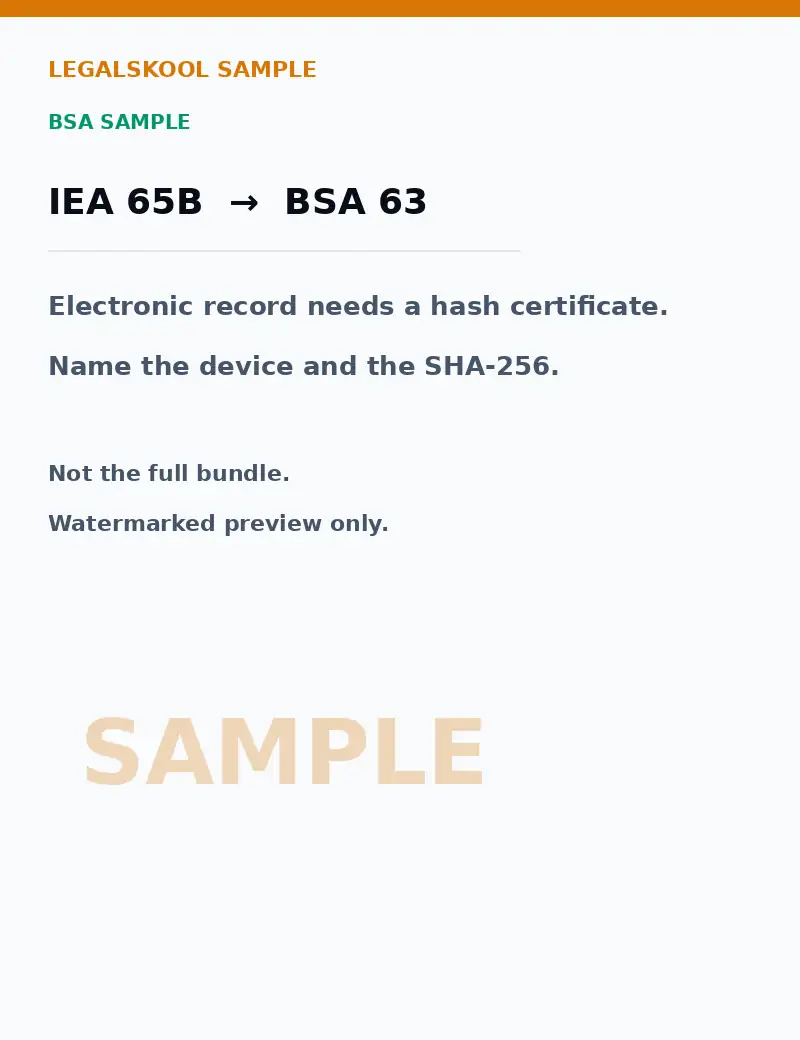 LEGALSKOOL SAMPLE
BSA SAMPLE
IEA 65B → BSA 63
Electronic record needs a hash certificate.
Name the device and the SHA-256.
Not the full bundle.
Watermarked preview only.
SAMPLE